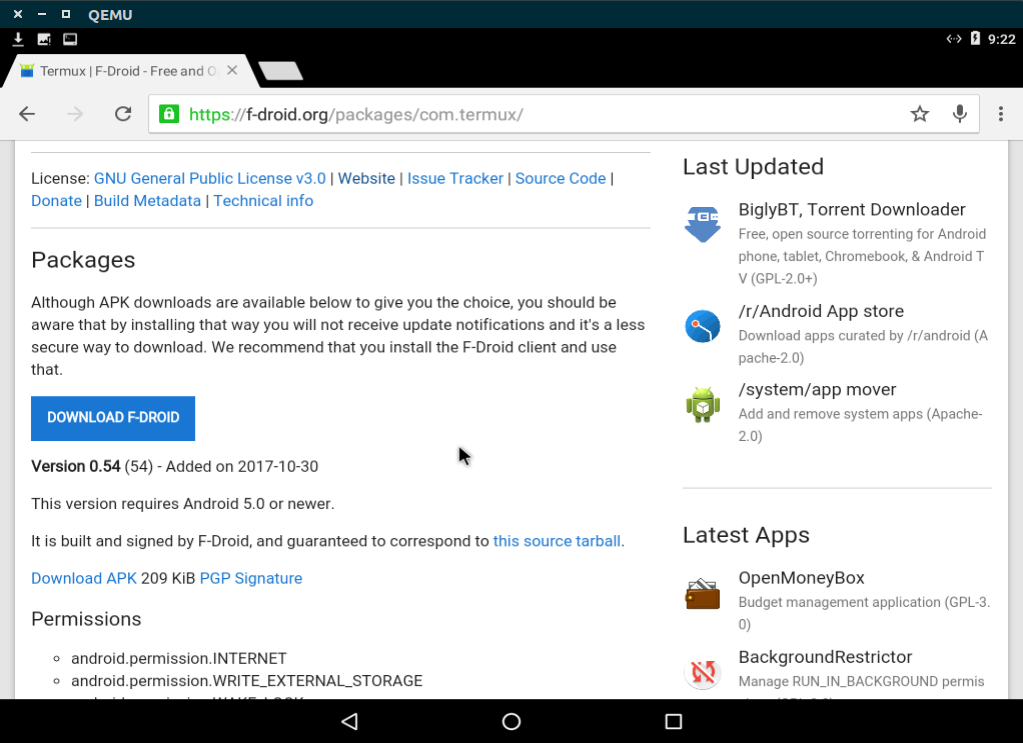 QEMU
9:22
Termux | F-Droid - Free and O
https://f-droid.org/packages/com.termux/
License: GNU General Public License v3.0 | Website | Issue Tracker | Source Code |
Donate | Build Metadata | Technical info
Packages
Although APK downloads are available below to give you the choice, you should be
aware that by installing that way you will not receive update notifications and it's a less
secure way to download. We recommend that you install the F-Droid client and use
that.
DOWNLOAD F-DROID
Version 0.54 (54) - Added on 2017-10-30
This version requires Android 5.0 or newer.
It is built and signed by F-Droid, and guaranteed to correspond to this source tarball.
Download APK 209 KiB PGP Signature
Permissions
android.permission.INTERNET
android.permission.WRITE_EXTERNAL_STORAGE
Last Updated
BiglyBT, Torrent Downloader
Free, open source torrenting for Android
phone, tablet, Chromebook, & Android T
V (GPL-2.0+)
/r/Android App store
Download apps curated by /r/android (A
pache-2.0)
/system/app mover
Add and remove system apps (Apache-
2.0)
Latest Apps
OpenMoneyBox
Budget management application (GPL-3.
0)
BackgroundRestrictor
Manage RUN_IN_BACKGROUND permis